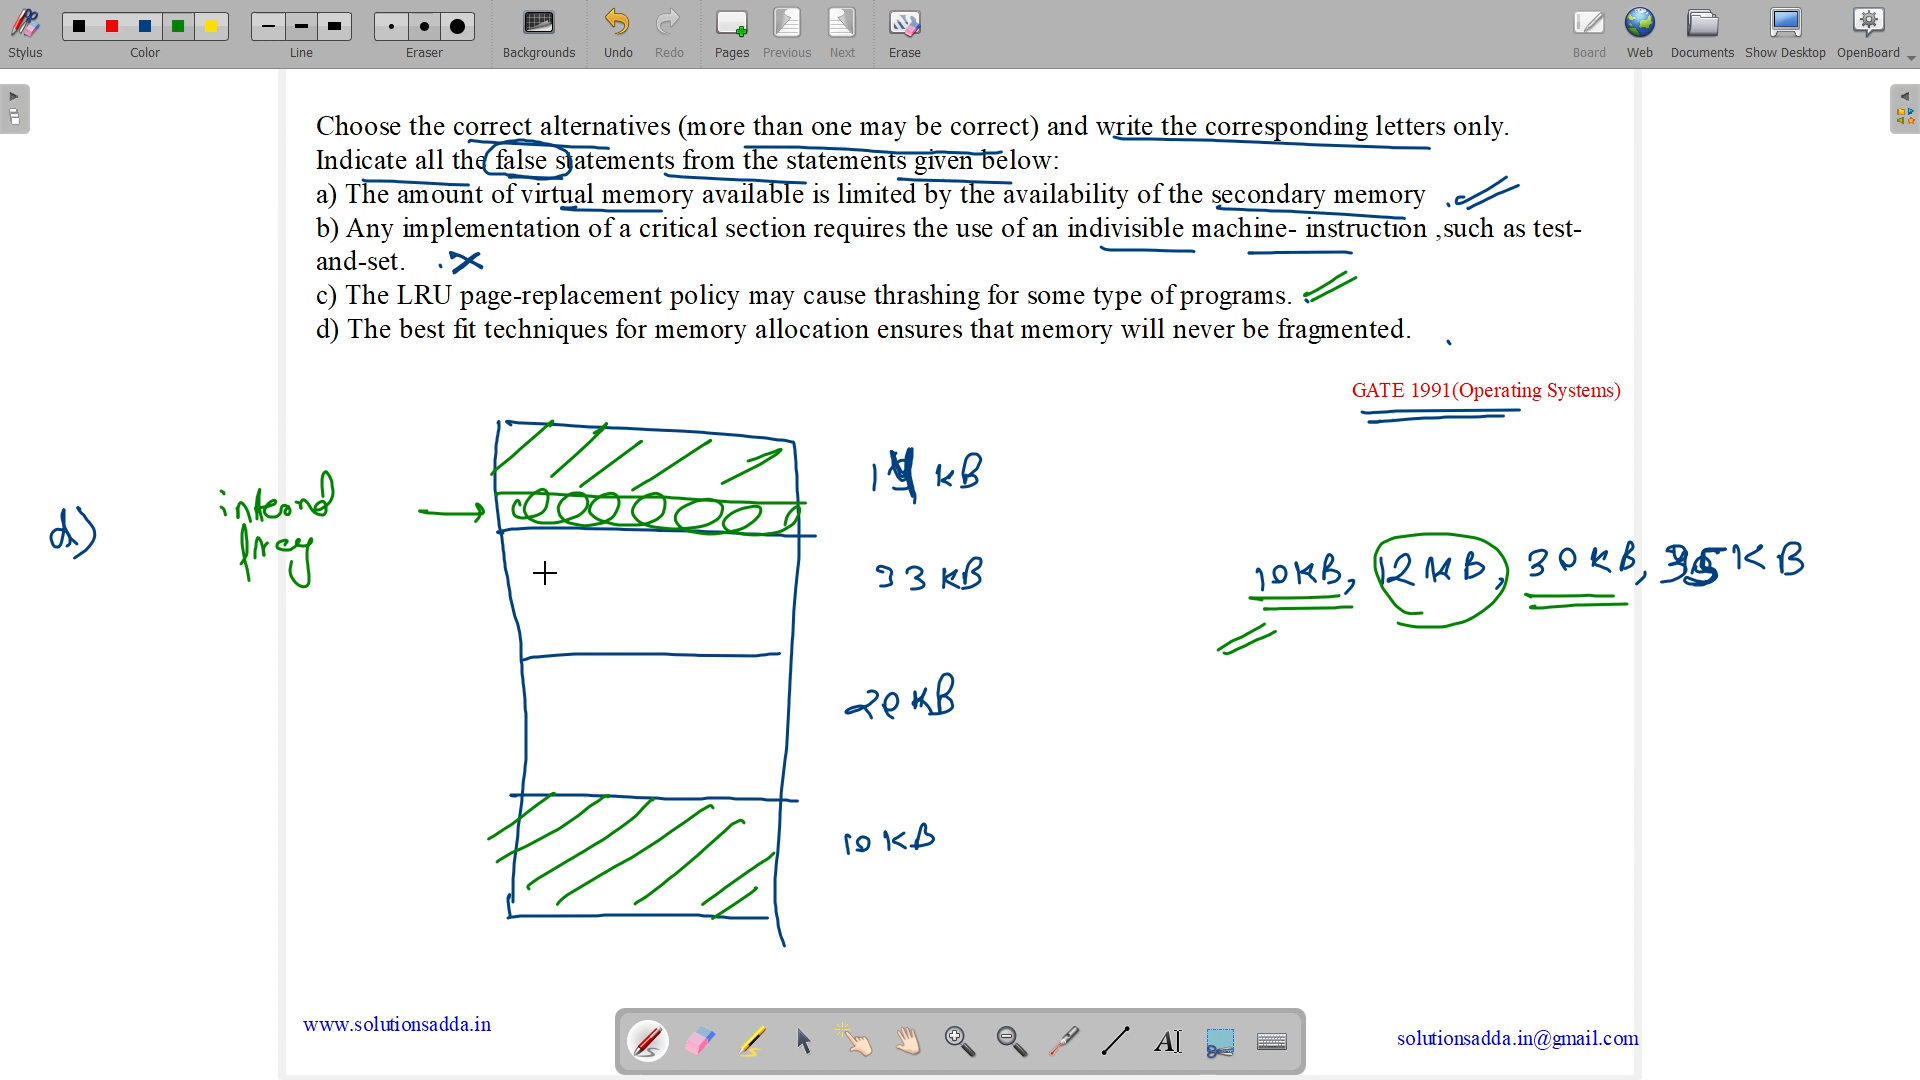 Stylus Color Line Eraser Backgrounds Undo Redo Pages Previous Next Erase Board Web Documents Show Desktop OpenBoard
Choose the correct alternatives (more than one may be correct) and write the corresponding letters only.
Indicate all the false statements from the statements given below:
a) The amount of virtual memory available is limited by the availability of the secondary memory
b) Any implementation of a critical section requires the use of an indivisible machine- instruction ,such as test-
and-set.
c) The LRU page-replacement policy may cause thrashing for some type of programs.
d) The best fit techniques for memory allocation ensures that memory will never be fragmented.
GATE 1991(Operating Systems)
d)
internal
frag
KB
33 KB
20 KB
10 KB
10KB, 12KB, 30KB, 35KB
www.solutionsadda.in
solutionsadda.in@gmail.com